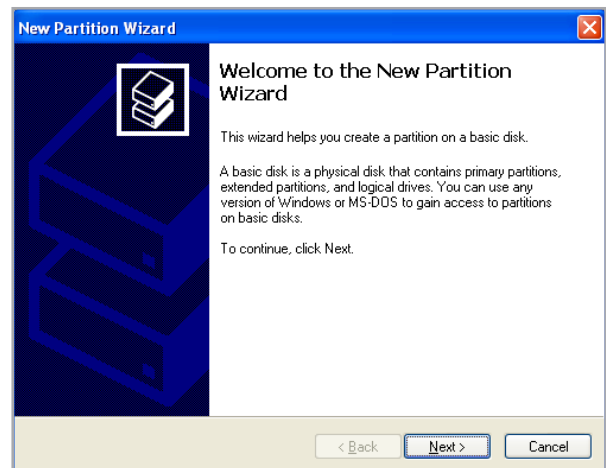 New Partition Wizard
Welcome to the New Partition
Wizard
This wizard helps you create a partition on a basic disk.
A basic disk is a physical disk that contains primary partitions,
extended partitions, and logical drives. You can use any
version of Windows or MS-DOS to gain access to partitions
on basic disks.
To continue, click Next.
< Back Next > Cancel